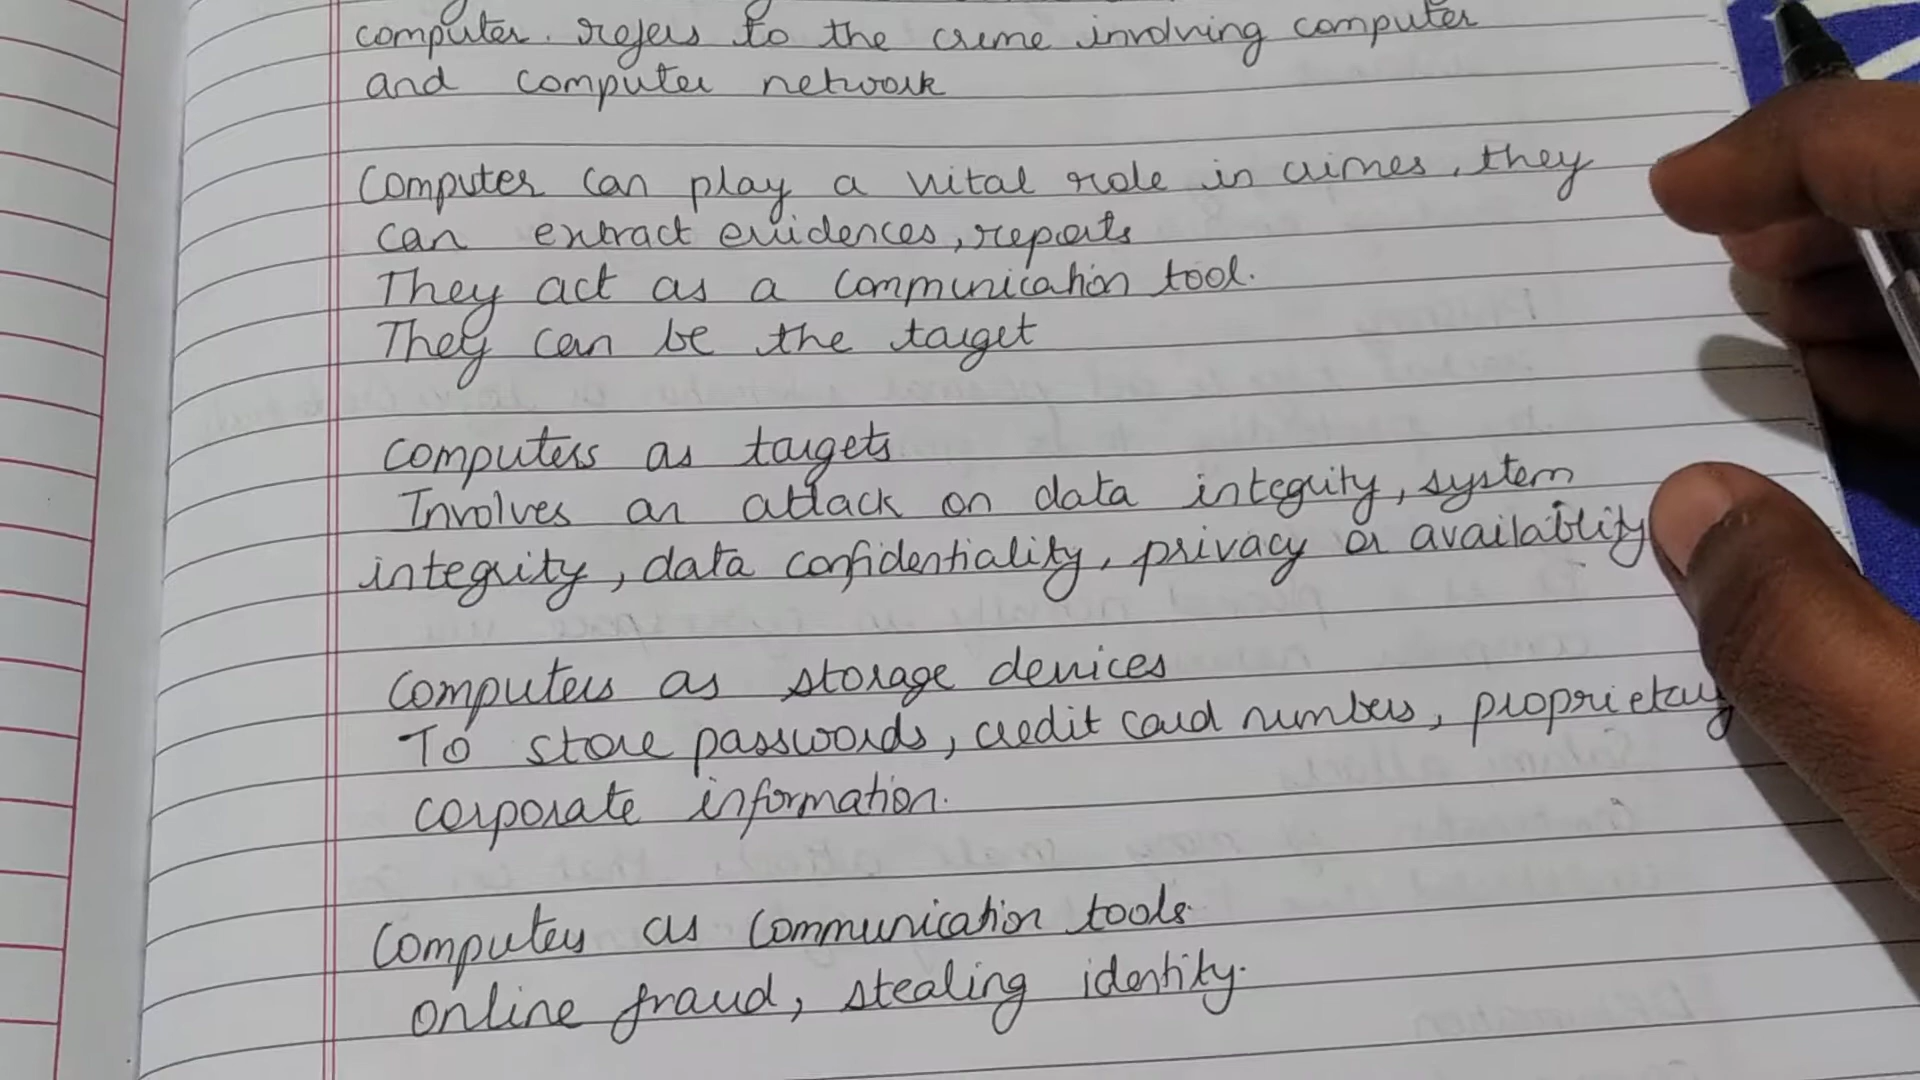 computer. refers to the crime involving computer
and computer network
Computer can play a vital role in crimes, they
can extract evidences, reports
They act as a communication tool.
They can be the target
Computers as targets
Involves an attack on data integrity, system
integrity, data confidentiality, privacy or availability
Computers as storage devices
To store passwords, credit card numbers, proprietary
corporate information.
Computers as communication tools.
online fraud, stealing identity.